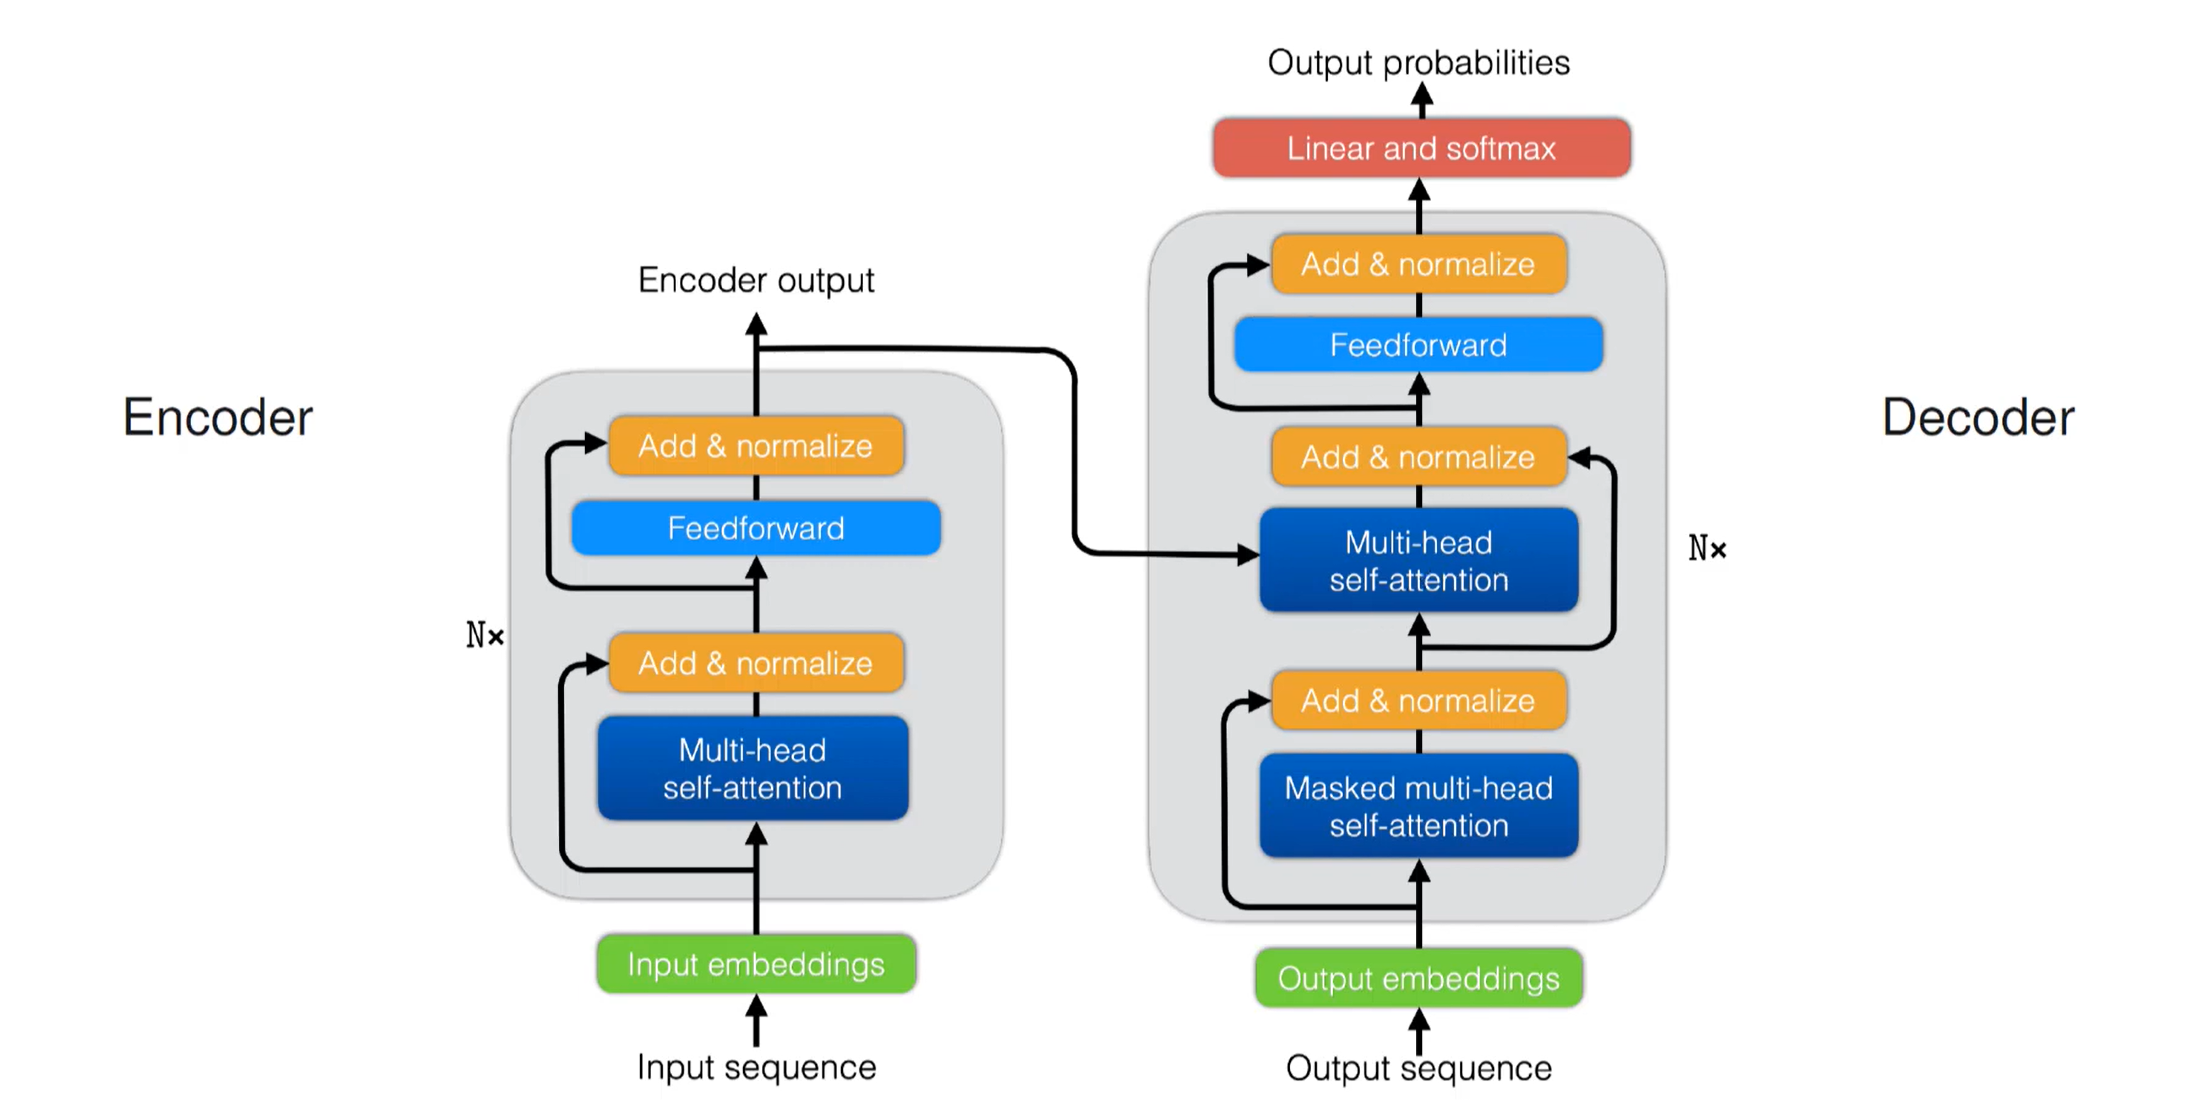 Encoder
Encoder output
Add & normalize
Feedforward
N×
Add & normalize
Multi-head
self-attention
Input embeddings
Input sequence
Output probabilities
Linear and softmax
Add & normalize
Feedforward
Add & normalize
Multi-head
self-attention
Add & normalize
Masked multi-head
self-attention
Output embeddings
Output sequence
Decoder
N×